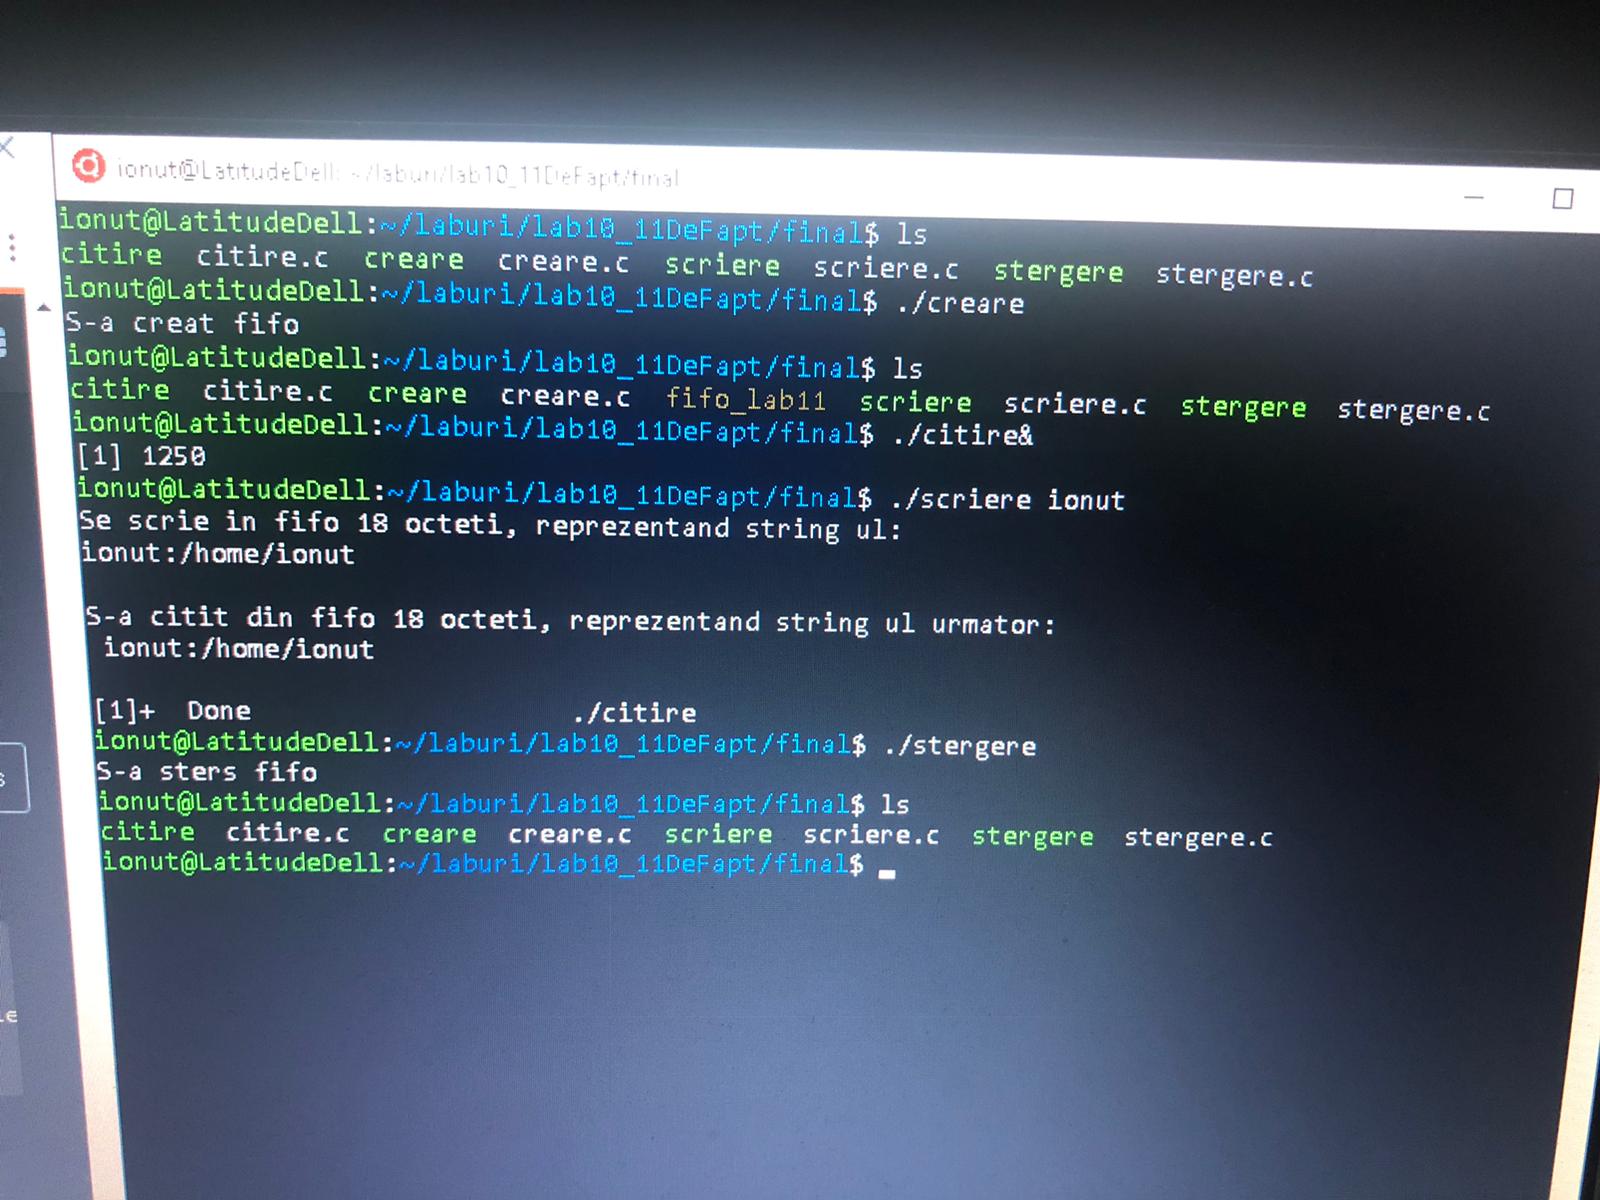 ionut@LatitudeDell: ~/laburi/lab10_11DeFapt/final
ionut@LatitudeDell:~/laburi/lab10_11DeFapt/final$ ls
citire citire.c creare creare.c scriere scriere.c stergere stergere.c
ionut@LatitudeDell:~/laburi/lab10_11DeFapt/final$ ./creare
S-a creat fifo
ionut@LatitudeDell:~/laburi/lab10_11DeFapt/final$ ls
citire citire.c creare creare.c fifo_lab11 scriere scriere.c stergere stergere.c
ionut@LatitudeDell:~/laburi/lab10_11DeFapt/final$ ./citire&
[1] 1250
ionut@LatitudeDell:~/laburi/lab10_11DeFapt/final$ ./scriere ionut
Se scrie in fifo 18 octeti, reprezentand string ul:
ionut:/home/ionut
S-a citit din fifo 18 octeti, reprezentand string ul urmator:
ionut:/home/ionut
[1]+ Done ./citire
ionut@LatitudeDell:~/laburi/lab10_11DeFapt/final$ ./stergere
S-a sters fifo
ionut@LatitudeDell:~/laburi/lab10_11DeFapt/final$ ls
citire citire.c creare creare.c scriere scriere.c stergere stergere.c
ionut@LatitudeDell:~/laburi/lab10_11DeFapt/final$